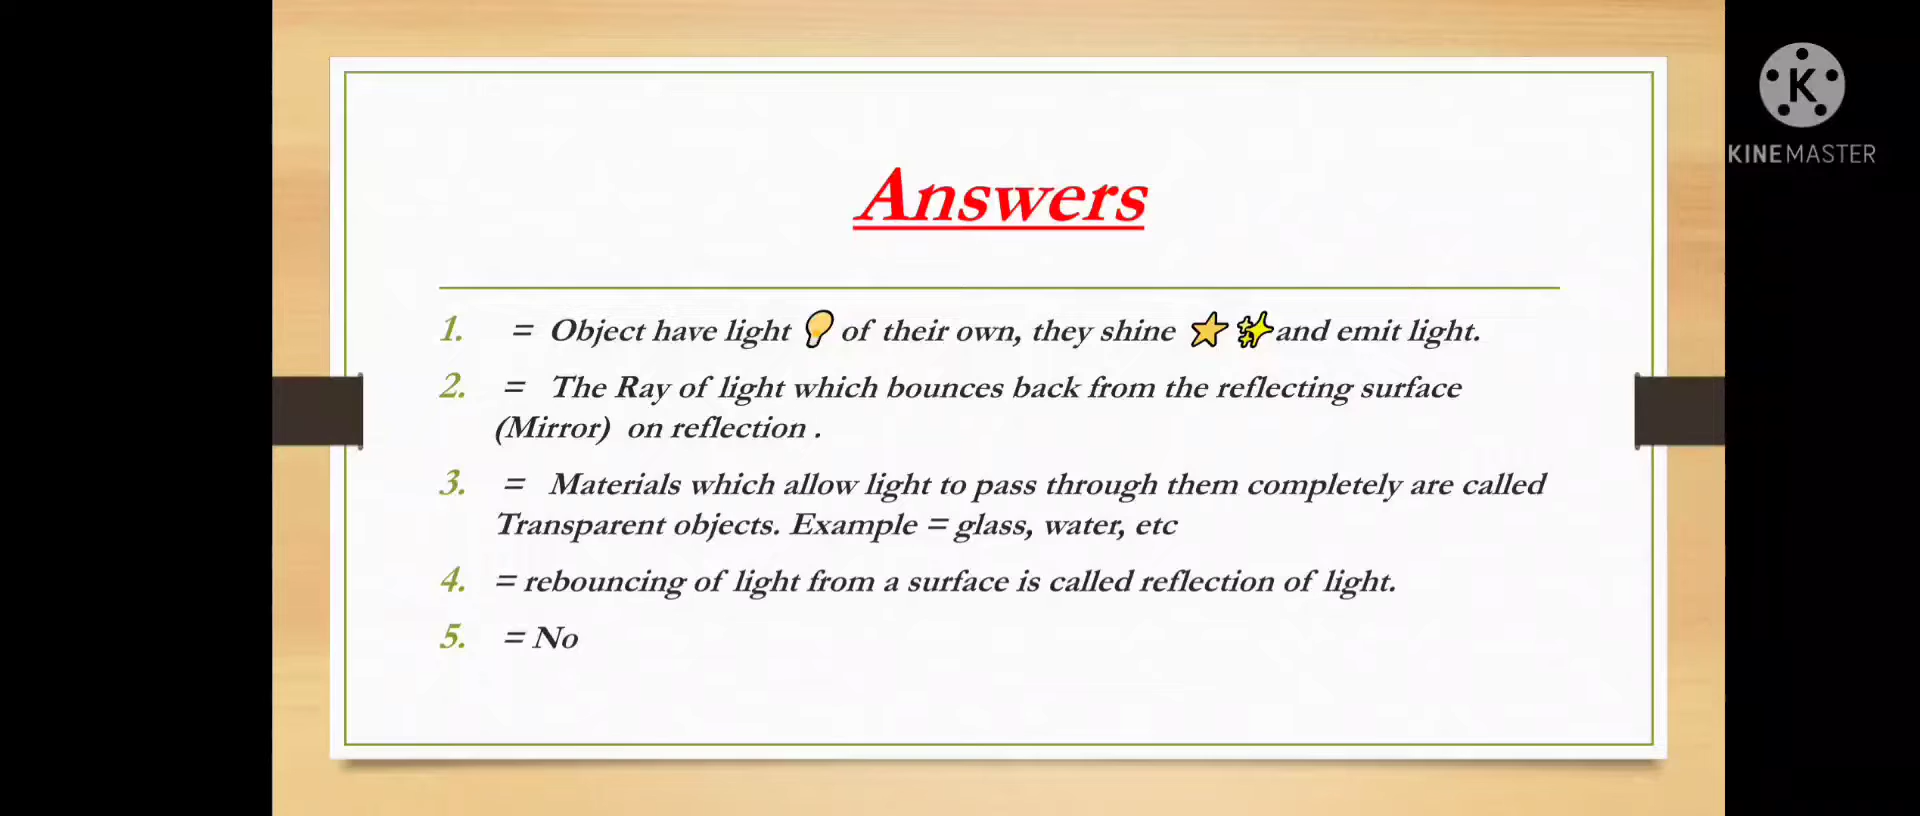 Answers
1. = Object have light 💡 of their own, they shine ⭐ ✨ and emit light.
2. = The Ray of light which bounces back from the reflecting surface
(Mirror) on reflection .
3. = Materials which allow light to pass through them completely are called
Transparent objects. Example = glass, water, etc
4. = rebouncing of light from a surface is called reflection of light.
5. = No
K
KINEMASTER